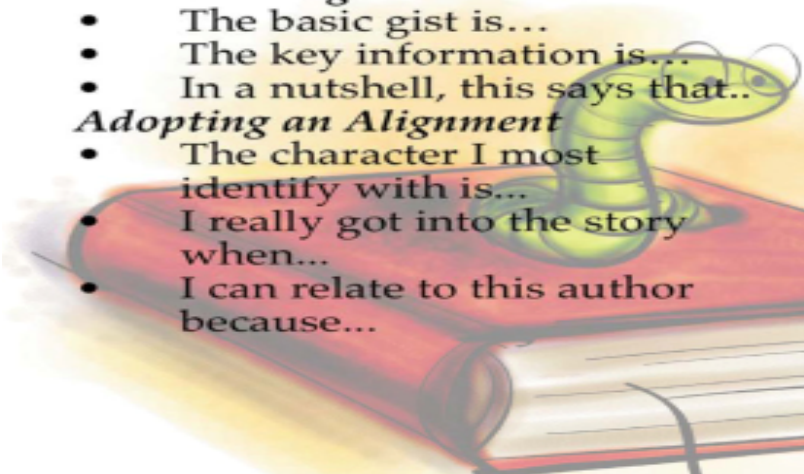 • The basic gist is...
• The key information is...
• In a nutshell, this says that..
Adopting an Alignment
• The character I most
identify with is...
• I really got into the story
when...
• I can relate to this author
because...